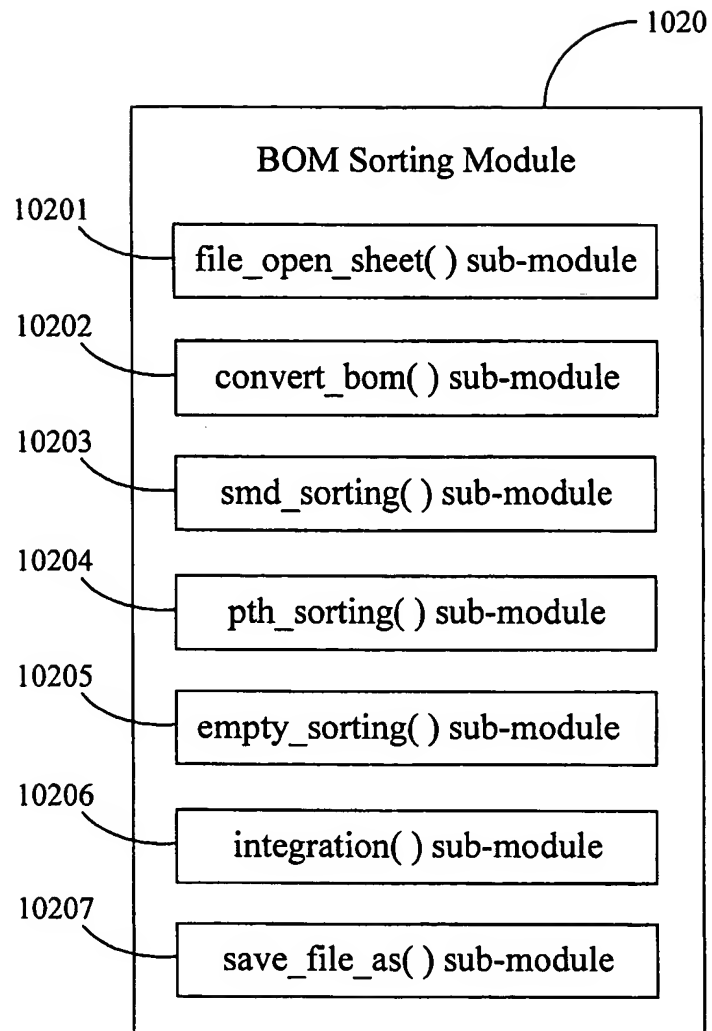 1020
BOM Sorting Module
10201
file_open_sheet( ) sub-module
10202
convert_bom( ) sub-module
10203
smd_sorting( ) sub-module
10204
pth_sorting( ) sub-module
10205
empty_sorting( ) sub-module
10206
integration( ) sub-module
10207
save_file_as( ) sub-module